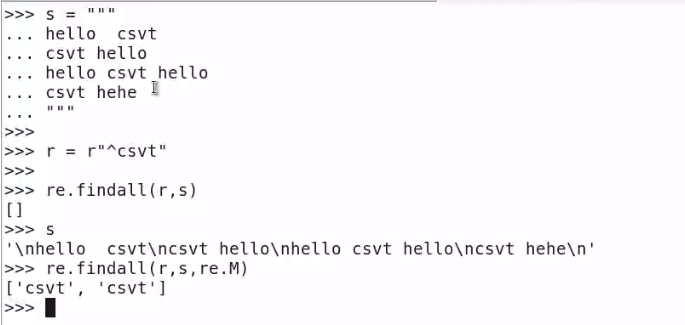 >>> s = """
... hello  csvt
... csvt hello
... hello csvt hello
... csvt hehe
... """
>>>
>>> r = r"^csvt"
>>>
>>> re.findall(r,s)
[]
>>> s
'\nhello  csvt\ncsvt hello\nhello csvt hello\ncsvt hehe\n'
>>> re.findall(r,s,re.M)
['csvt', 'csvt']
>>>